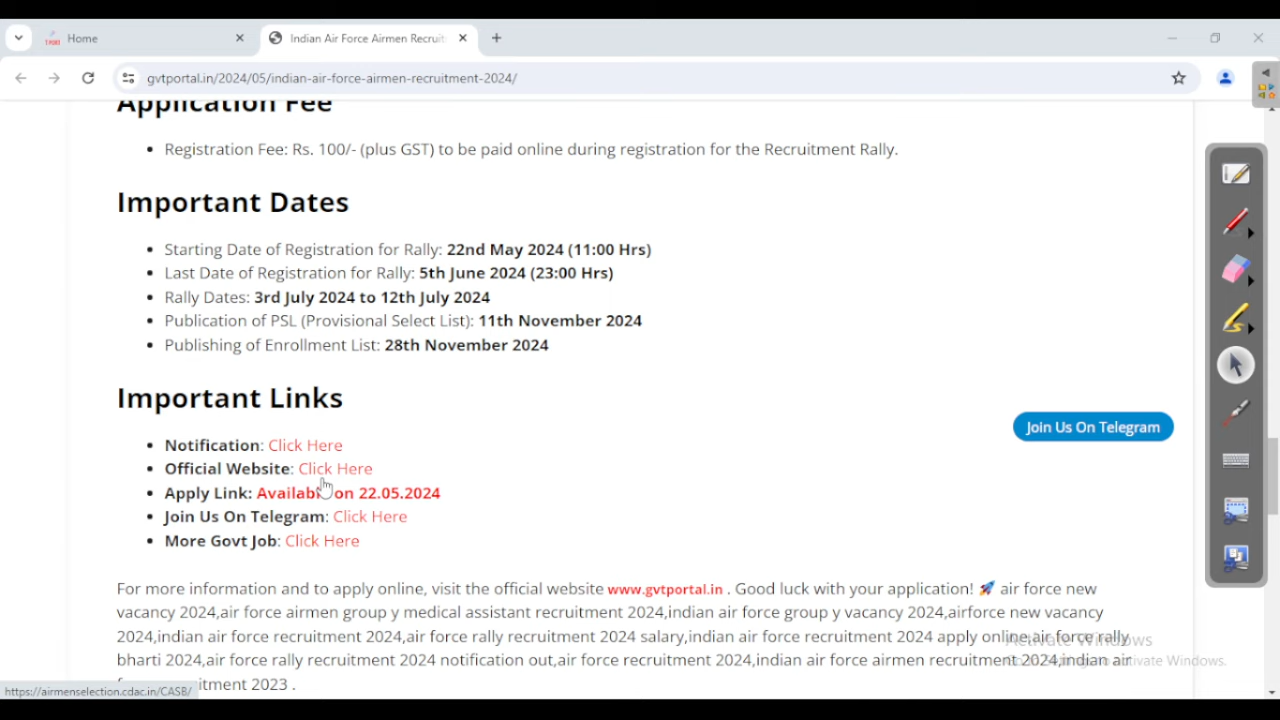 Home
Indian Air Force Airmen Recruit
gvtportal.in/2024/05/indian-air-force-airmen-recruitment-2024/
Application Fee
• Registration Fee: Rs. 100/- (plus GST) to be paid online during registration for the Recruitment Rally.
Important Dates
• Starting Date of Registration for Rally: 22nd May 2024 (11:00 Hrs)
• Last Date of Registration for Rally: 5th June 2024 (23:00 Hrs)
• Rally Dates: 3rd July 2024 to 12th July 2024
• Publication of PSL (Provisional Select List): 11th November 2024
• Publishing of Enrollment List: 28th November 2024
Important Links
• Notification: Click Here
• Official Website: Click Here
• Apply Link: Available on 22.05.2024
• Join Us On Telegram: Click Here
• More Govt Job: Click Here
Join Us On Telegram
For more information and to apply online, visit the official website www.gvtportal.in . Good luck with your application! 🚀 air force new
vacancy 2024,air force airmen group y medical assistant recruitment 2024,indian air force group y vacancy 2024,airforce new vacancy
2024,indian air force recruitment 2024,air force rally recruitment 2024 salary,indian air force recruitment 2024 apply online,air force rally
bharti 2024,air force rally recruitment 2024 notification out,air force recruitment 2024,indian air force airmen recruitment 2024,indian air
itment 2023 .
Activate Windows
Go to Settings to activate Windows.
https://airmenselection.cdac.in/CASB/